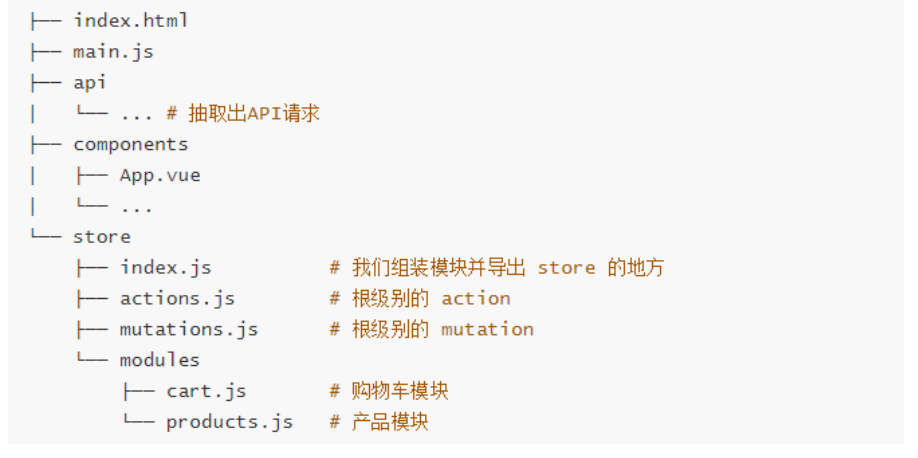 ├── index.html
├── main.js
├── api
│   └── ... # 抽取出API请求
├── components
│   ├── App.vue
│   └── ...
└── store
    ├── index.js          # 我们组装模块并导出 store 的地方
    ├── actions.js        # 根级别的 action
    ├── mutations.js      # 根级别的 mutation
    └── modules
        ├── cart.js       # 购物车模块
        └── products.js   # 产品模块